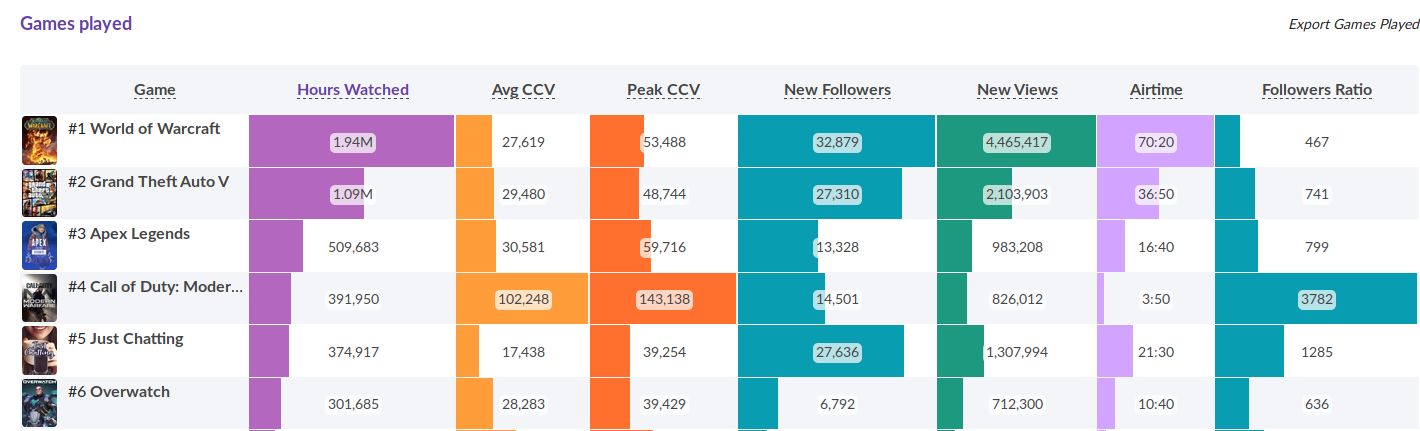 Games played
Export Games Played
Game Hours Watched Avg CCV Peak CCV New Followers New Views Airtime Followers Ratio
#1 World of Warcraft 1.94M 27,619 53,488 32,879 4,465,417 70:20 467
#2 Grand Theft Auto V 1.09M 29,480 48,744 27,310 2,103,903 36:50 741
#3 Apex Legends 509,683 30,581 59,716 13,328 983,208 16:40 799
#4 Call of Duty: Moder... 391,950 102,248 143,138 14,501 826,012 3:50 3782
#5 Just Chatting 374,917 17,438 39,254 27,636 1,307,994 21:30 1285
#6 Overwatch 301,685 28,283 39,429 6,792 712,300 10:40 636